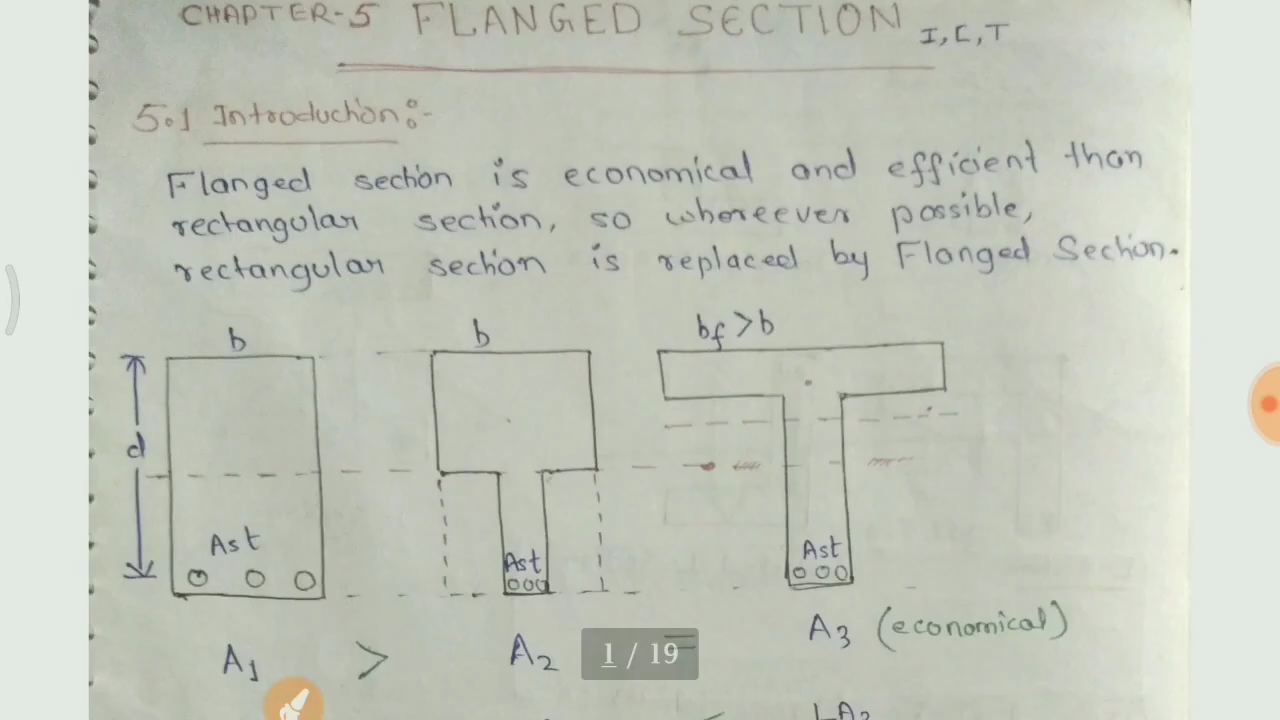 CHAPTER-5 FLANGED SECTION I, [, T
5.1 Introduction:-
Flanged section is economical and efficient than
rectangular section, so whereever possible,
rectangular section is replaced by Flanged Section.
b b bf > b
d
Ast Ast Ast
A1 > A2 = A3 (economical)
1 / 19